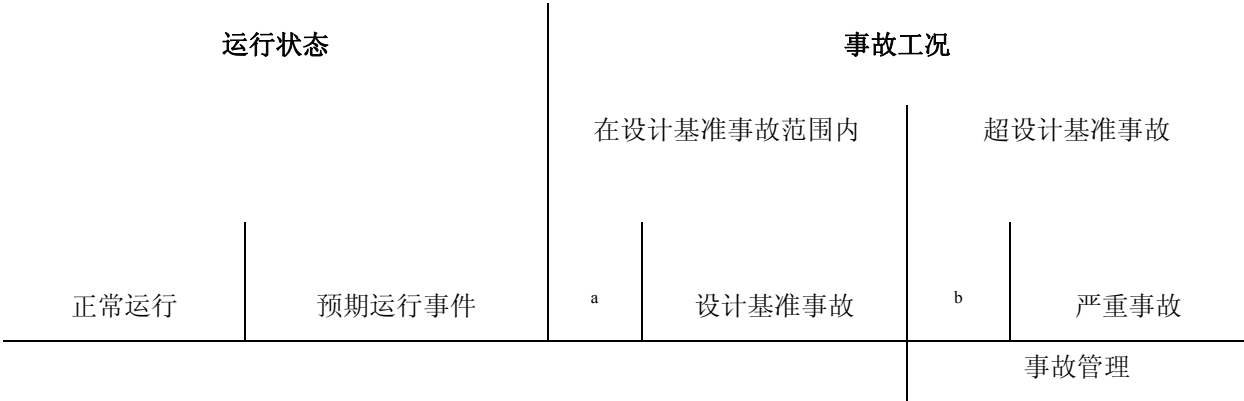 运行状态 事故工况
在设计基准事故范围内 超设计基准事故
正常运行 预期运行事件 a 设计基准事故 b 严重事故
事故管理